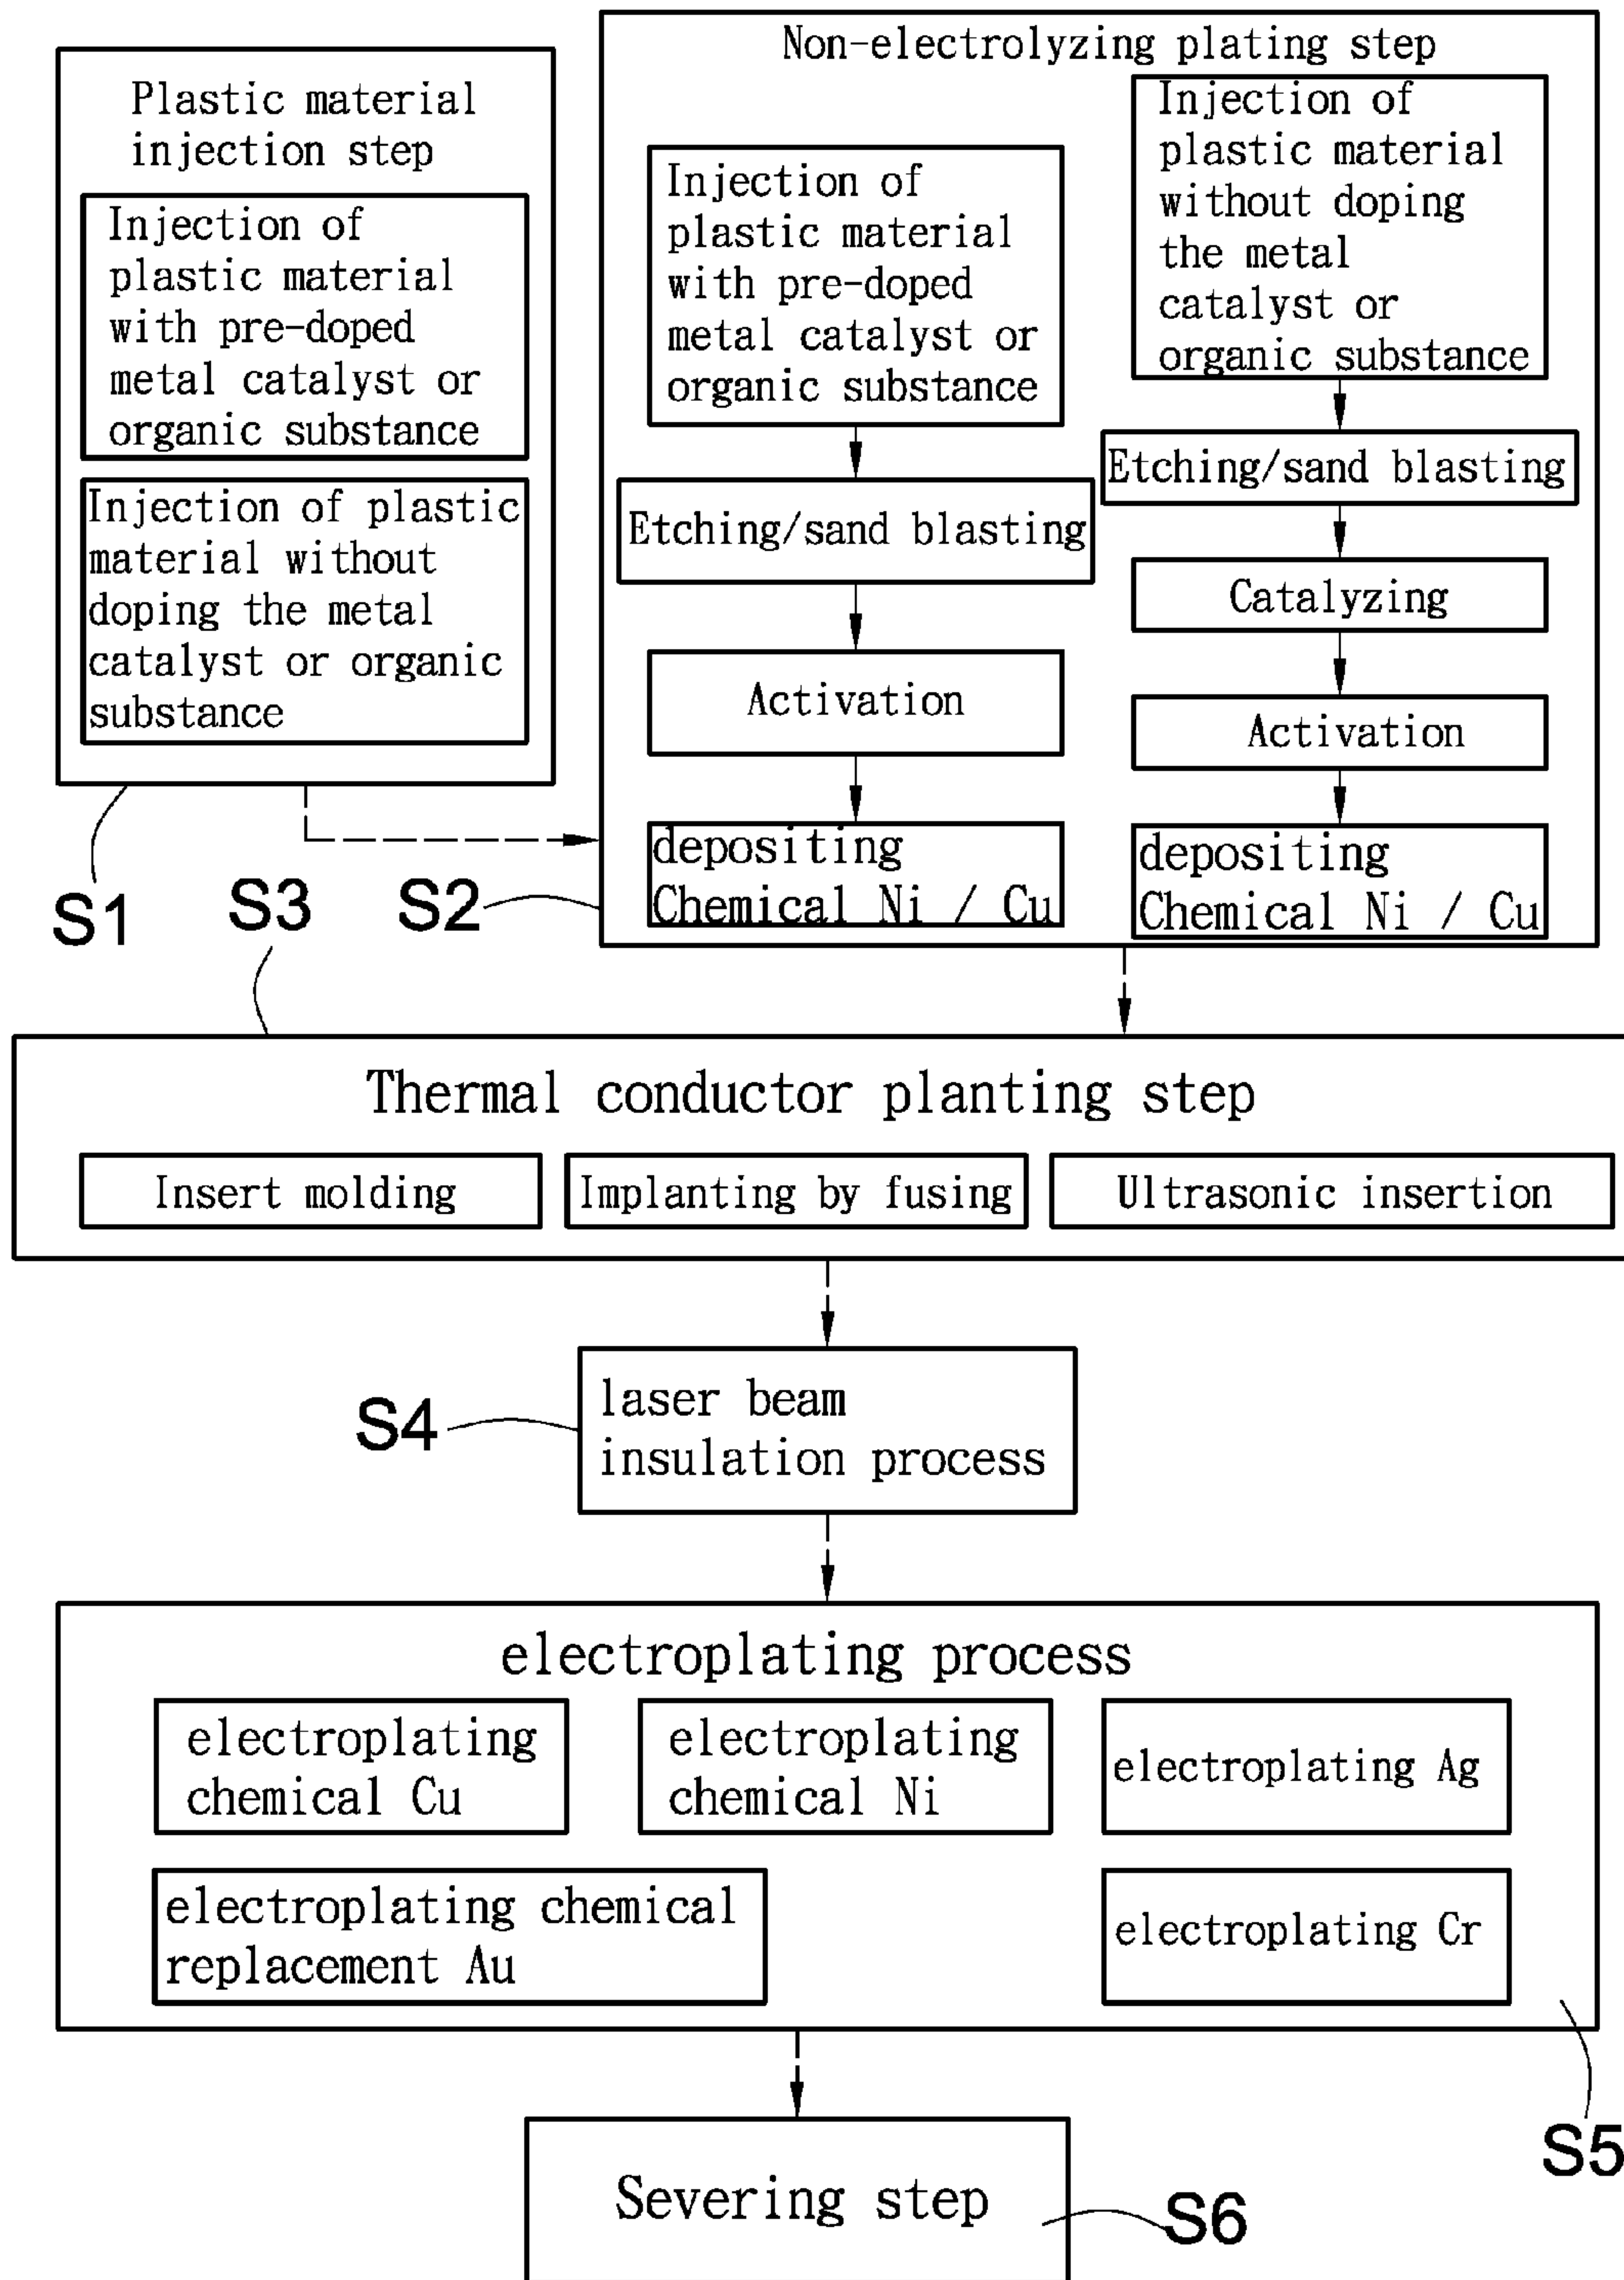 Plastic material
injection step
Injection of
plastic material
with pre-doped
metal catalyst or
organic substance
Injection of plastic
material without
doping the metal
catalyst or organic
substance
S1
Non-electrolyzing plating step
Injection of
plastic material
with pre-doped
metal catalyst or
organic substance
Etching/sand blasting
Activation
depositing
Chemical Ni / Cu
Injection of
plastic material
without doping
the metal
catalyst or
organic substance
Etching/sand blasting
Catalyzing
Activation
depositing
Chemical Ni / Cu
S2
S3
Thermal conductor planting step
Insert molding
Implanting by fusing
Ultrasonic insertion
S4
laser beam
insulation process
electroplating process
electroplating
chemical Cu
electroplating
chemical Ni
electroplating Ag
electroplating chemical
replacement Au
electroplating Cr
S5
Severing step
S6